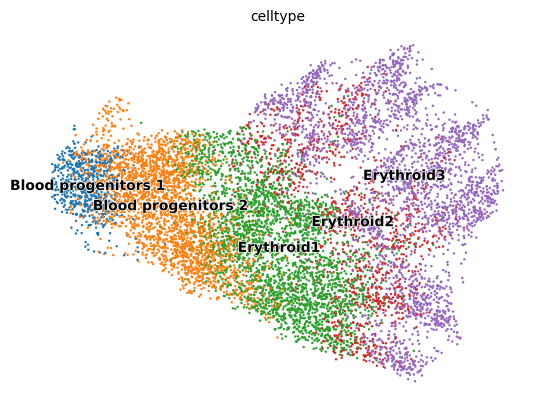 celltype
Erythroid3
Blood progenitors 1
Blood progenitors 2
Erythroid2
Erythroid1